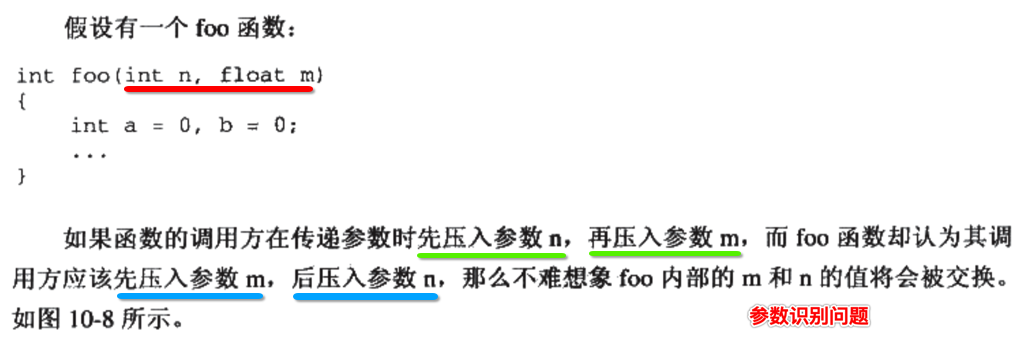 假设有一个 foo 函数：
int foo(int n, float m)
{
int a = 0, b = 0;
...
}
如果函数的调用方在传递参数时先压入参数 n，再压入参数 m，而 foo 函数却认为其调
用方应该先压入参数 m，后压入参数 n，那么不难想象 foo 内部的 m 和 n 的值将会被交换。
如图 10-8 所示。
参数识别问题